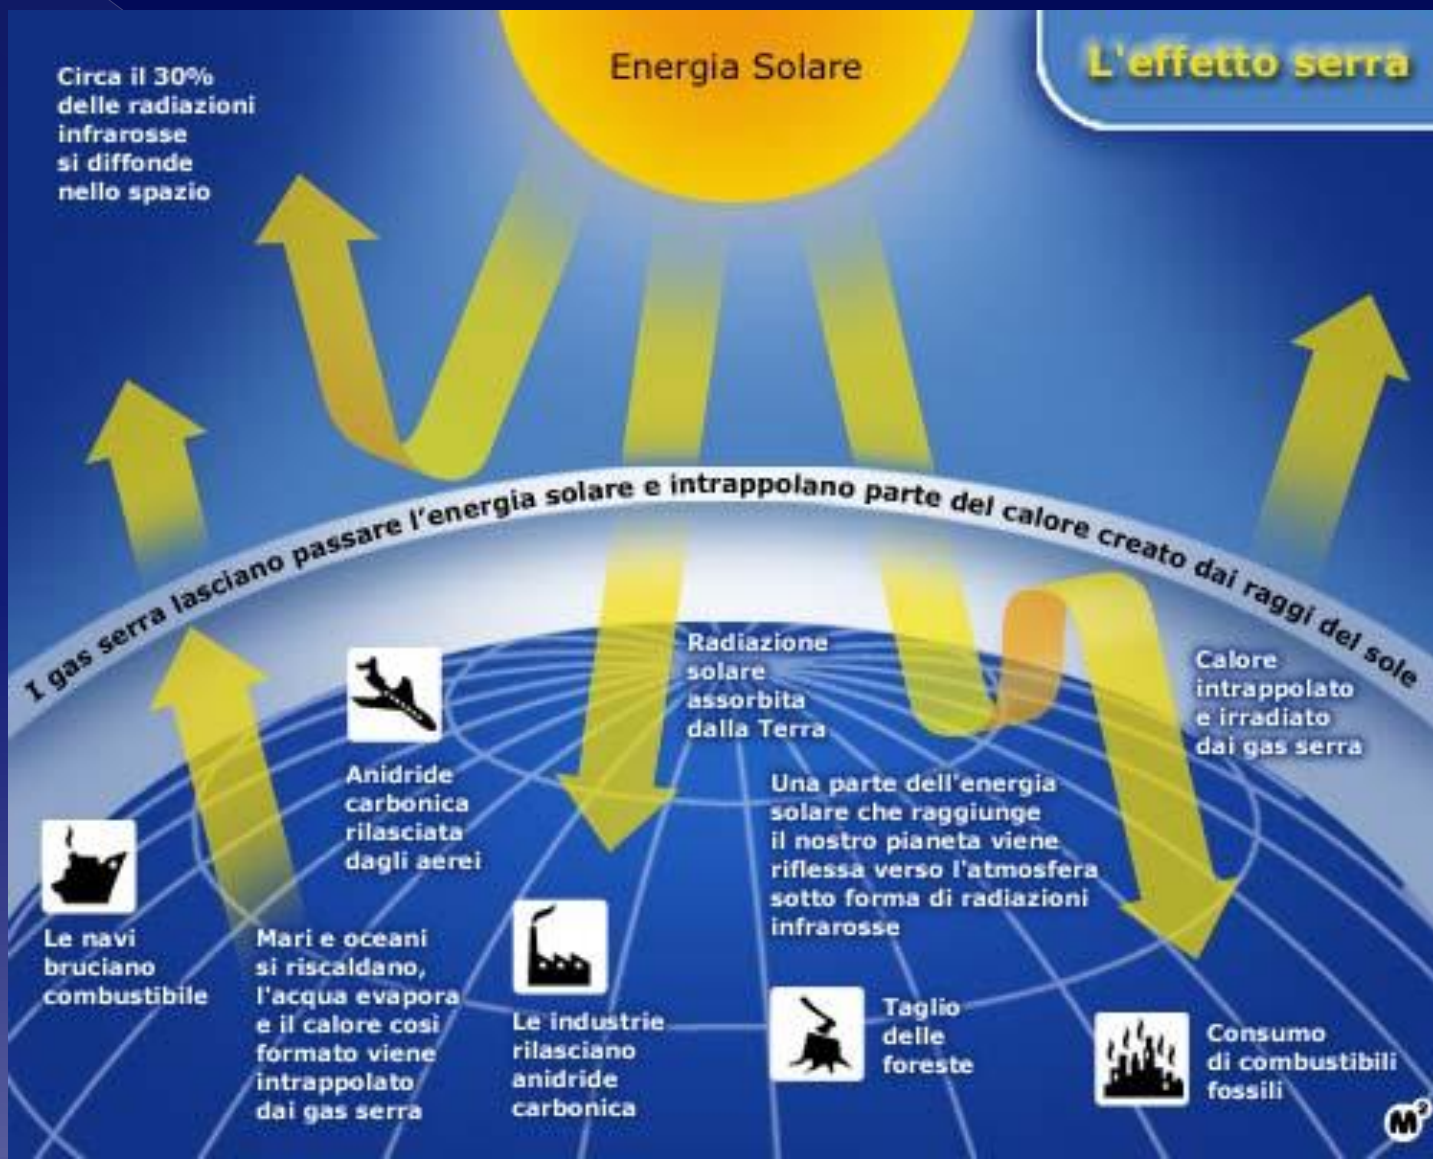 L'effetto serra
Energia Solare
Circa il 30%
delle radiazioni
infrarosse
si diffonde
nello spazio
I gas serra lasciano passare l'energia solare e intrappolano parte del calore creato dai raggi del sole
Radiazione
solare
assorbita
dalla Terra
Calore
intrappolato
e irradiato
dai gas serra
Anidride
carbonica
rilasciata
dagli aerei
Una parte dell'energia
solare che raggiunge
il nostro pianeta viene
riflessa verso l'atmosfera
sotto forma di radiazioni
infrarosse
Le navi
bruciano
combustibile
Mari e oceani
si riscaldano,
l'acqua evapora
e il calore così
formato viene
intrappolato
dai gas serra
Le industrie
rilasciano
anidride
carbonica
Taglio
delle
foreste
Consumo
di combustibili
fossili
M²